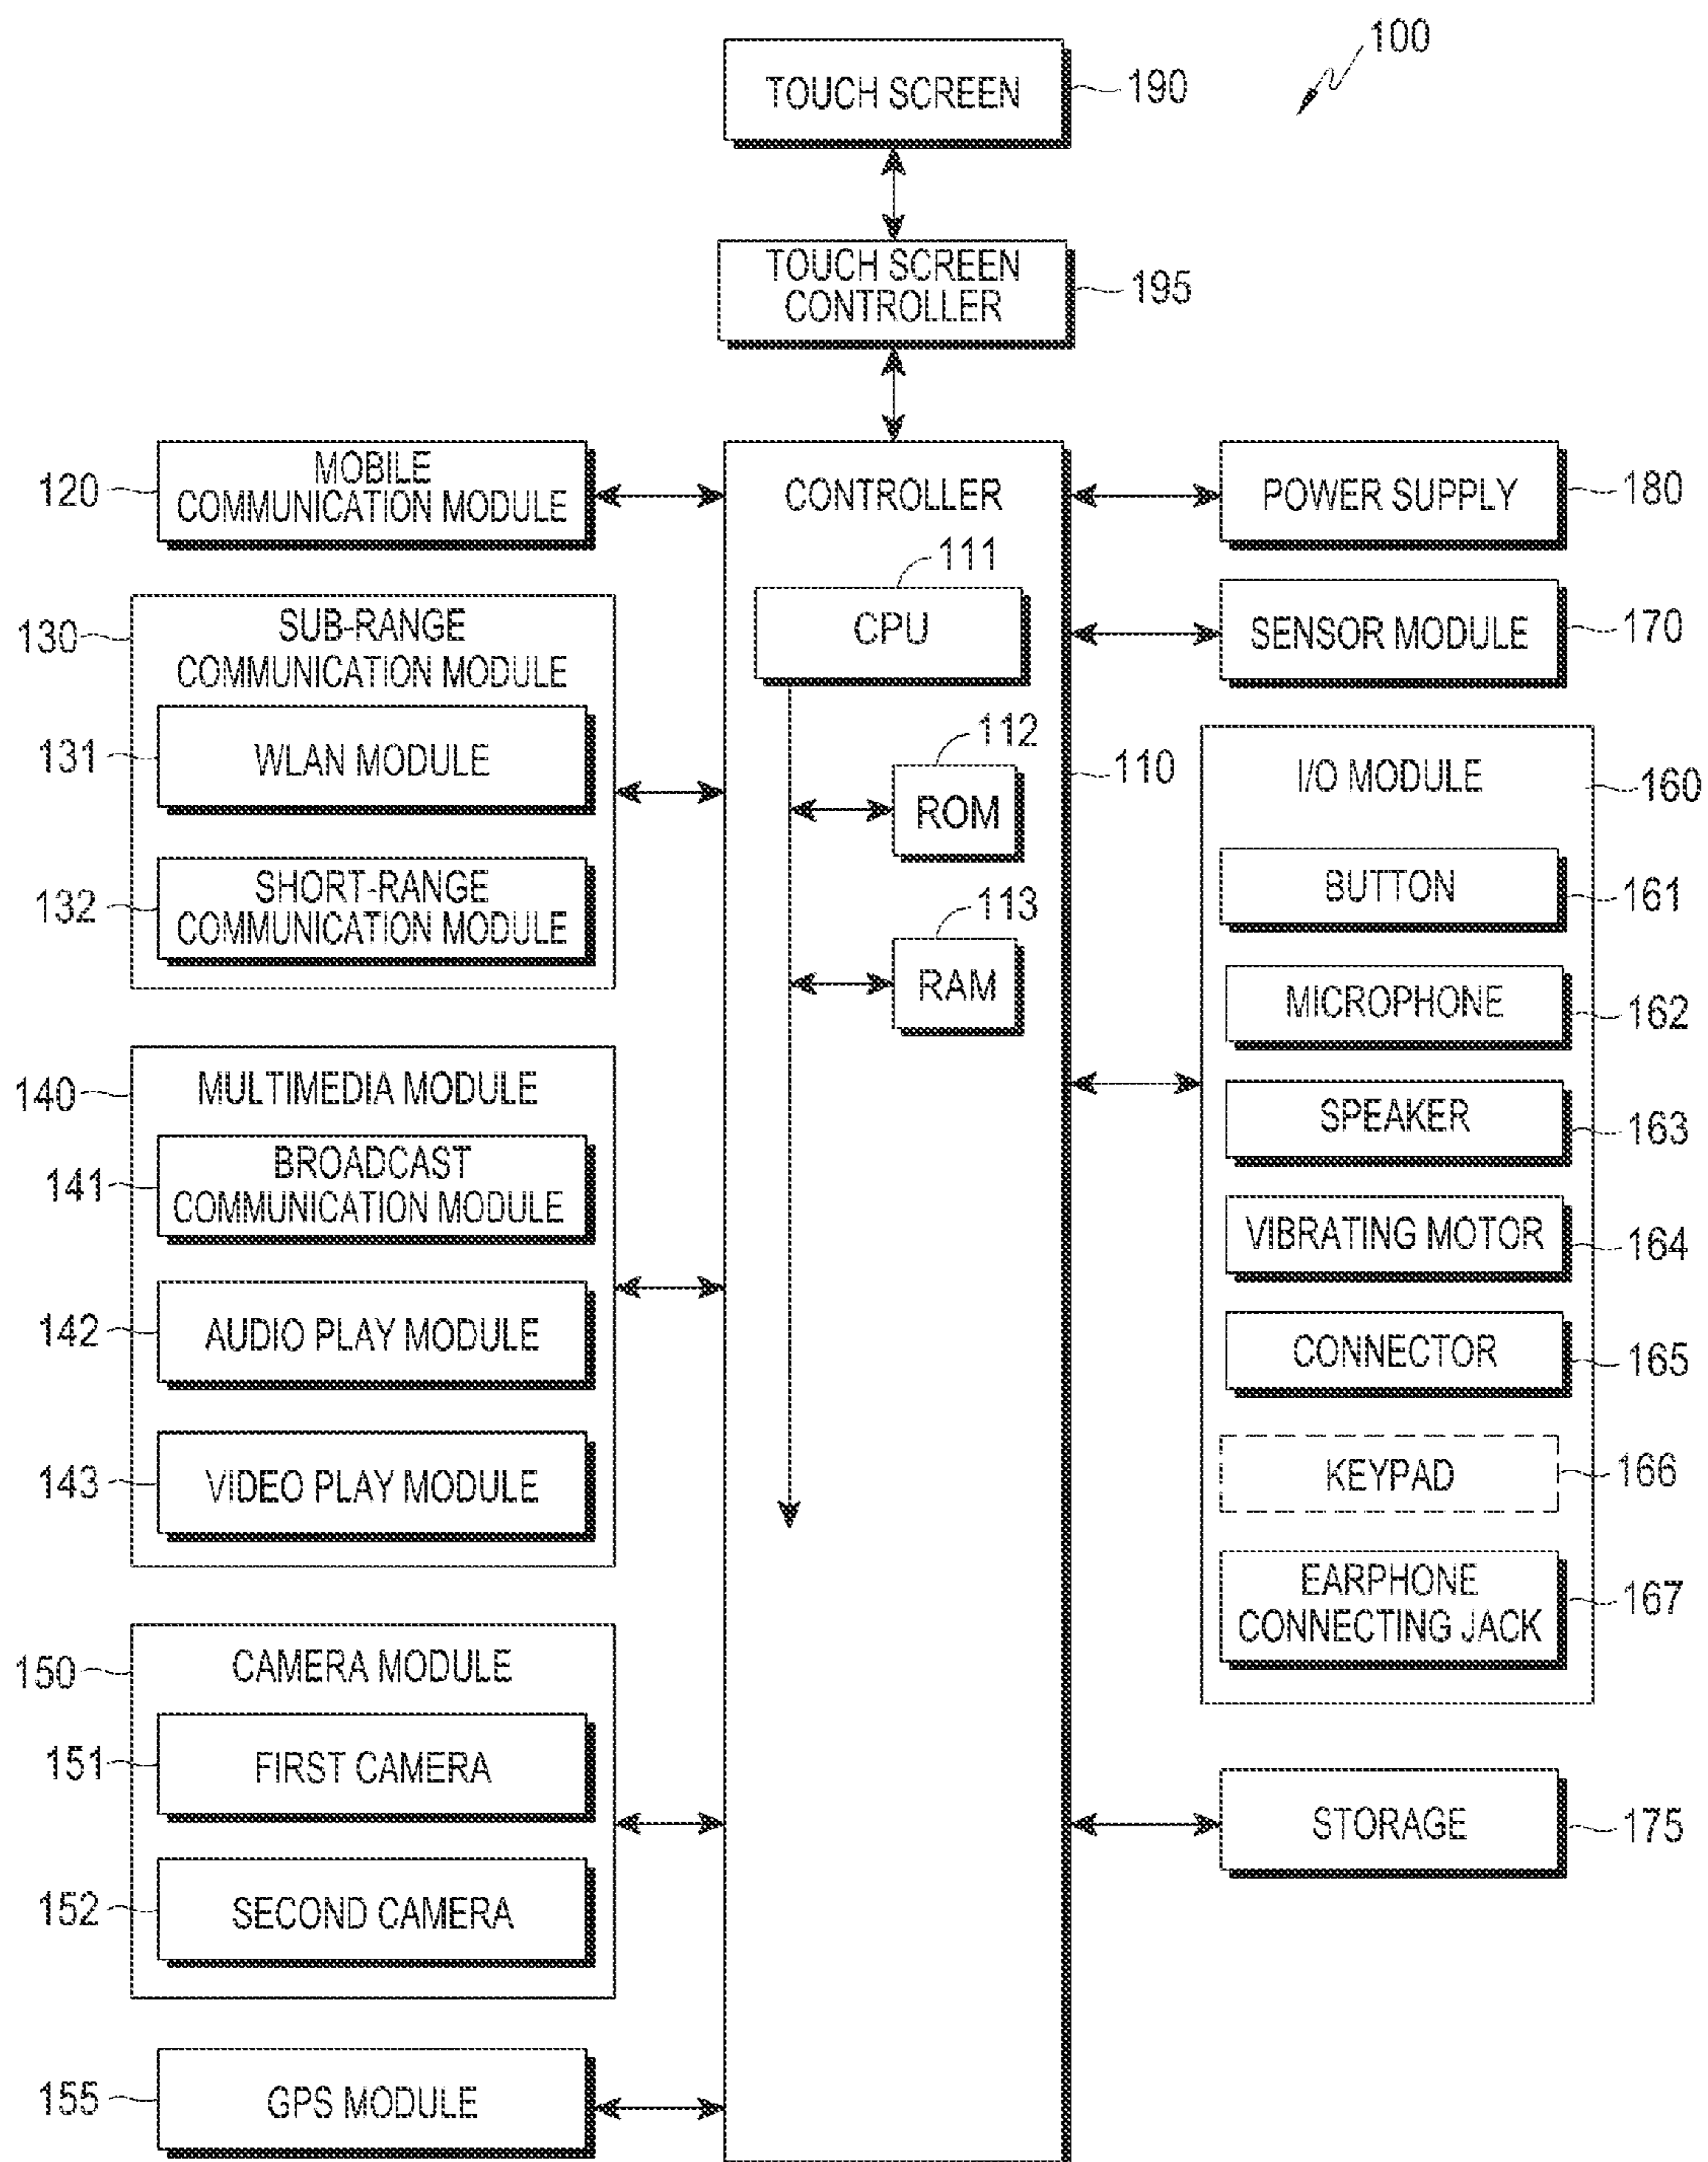 100
TOUCH SCREEN
190
TOUCH SCREEN
CONTROLLER
195
120
MOBILE
COMMUNICATION MODULE
130
SUB-RANGE
COMMUNICATION MODULE
131
WLAN MODULE
132
SHORT-RANGE
COMMUNICATION MODULE
140
MULTIMEDIA MODULE
141
BROADCAST
COMMUNICATION MODULE
142
AUDIO PLAY MODULE
143
VIDEO PLAY MODULE
150
CAMERA MODULE
151
FIRST CAMERA
152
SECOND CAMERA
155
GPS MODULE
CONTROLLER
111
CPU
112
ROM
113
RAM
110
POWER SUPPLY
180
SENSOR MODULE
170
I/O MODULE
160
BUTTON
161
MICROPHONE
162
SPEAKER
163
VIBRATING MOTOR
164
CONNECTOR
165
KEYPAD
166
EARPHONE
CONNECTING JACK
167
STORAGE
175